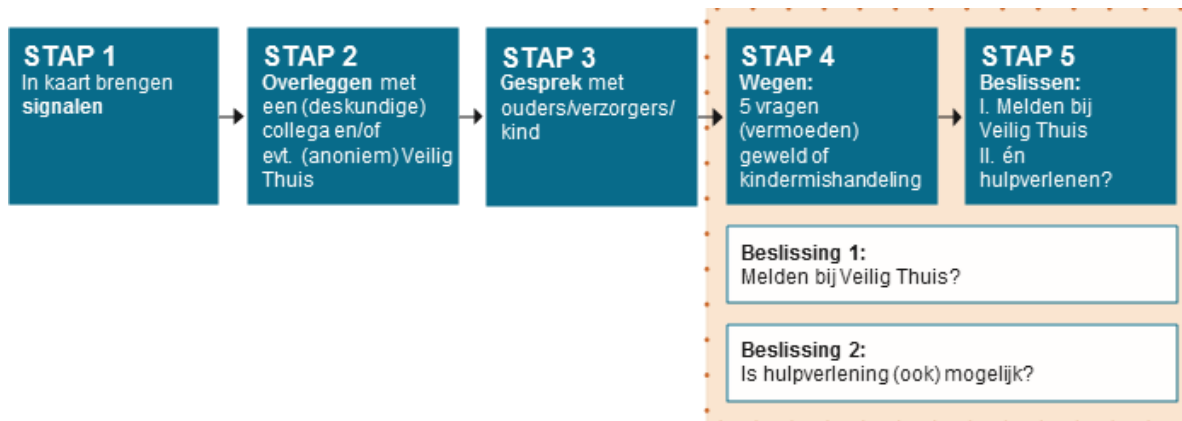 STAP 1
In kaart brengen
signalen
STAP 2
Overleggen met
een (deskundige)
collega en/of
evt. (anoniem) Veilig
Thuis
STAP 3
Gesprek met
ouders/verzorgers/
kind
STAP 4
Wegen:
5 vragen
(vermoeden)
geweld of
kindermishandeling
STAP 5
Beslissen:
I. Melden bij
Veilig Thuis
II. én
hulpverlenen?
Beslissing 1:
Melden bij Veilig Thuis?
Beslissing 2:
Is hulpverlening (ook) mogelijk?